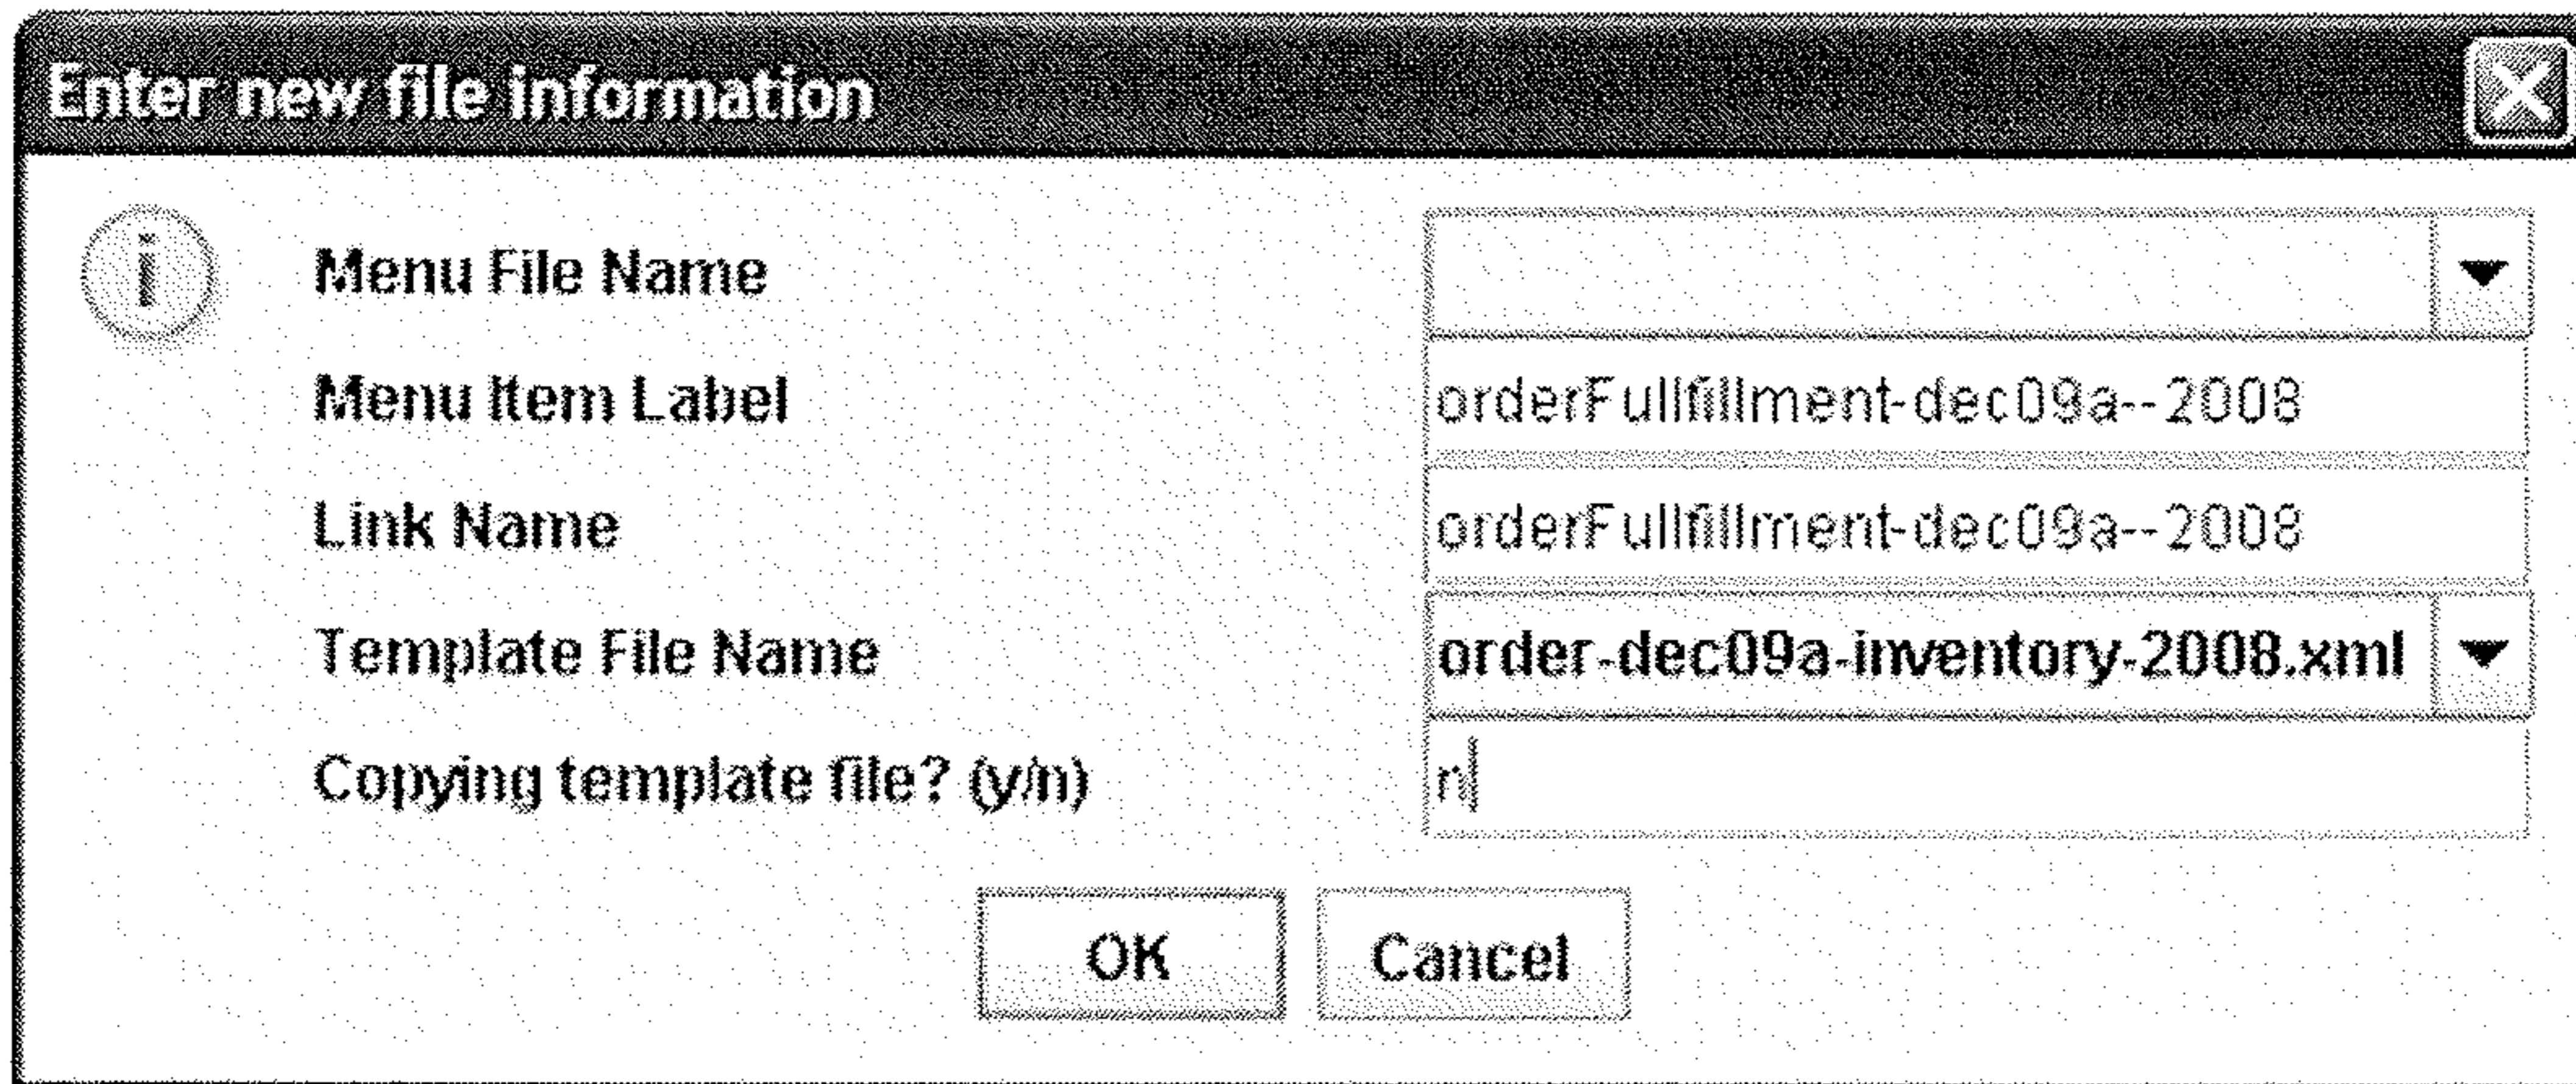 Enter new file information
i
Menu File Name
Menu Item Label orderFullfillment-dec09a--2008
Link Name orderFullfillment-dec09a--2008
Template File Name order-dec09a-inventory-2008.xml
Copying template file? (y/n) n
OK Cancel